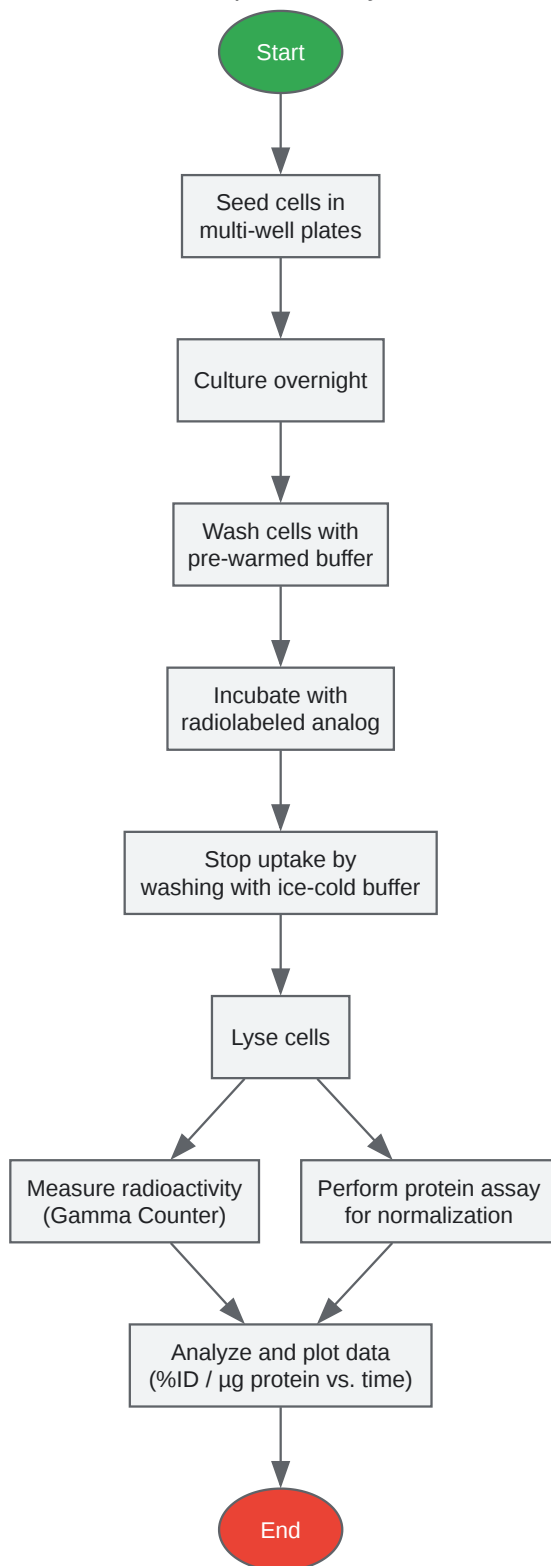 Start
Seed cells in
multi-well plates
Culture overnight
Wash cells with
pre-warmed buffer
Incubate with
radiolabeled analog
Stop uptake by
washing with ice-cold buffer
Lyse cells
Measure radioactivity
(Gamma Counter)
Perform protein assay
for normalization
Analyze and plot data
(%ID / µg protein vs. time)
End